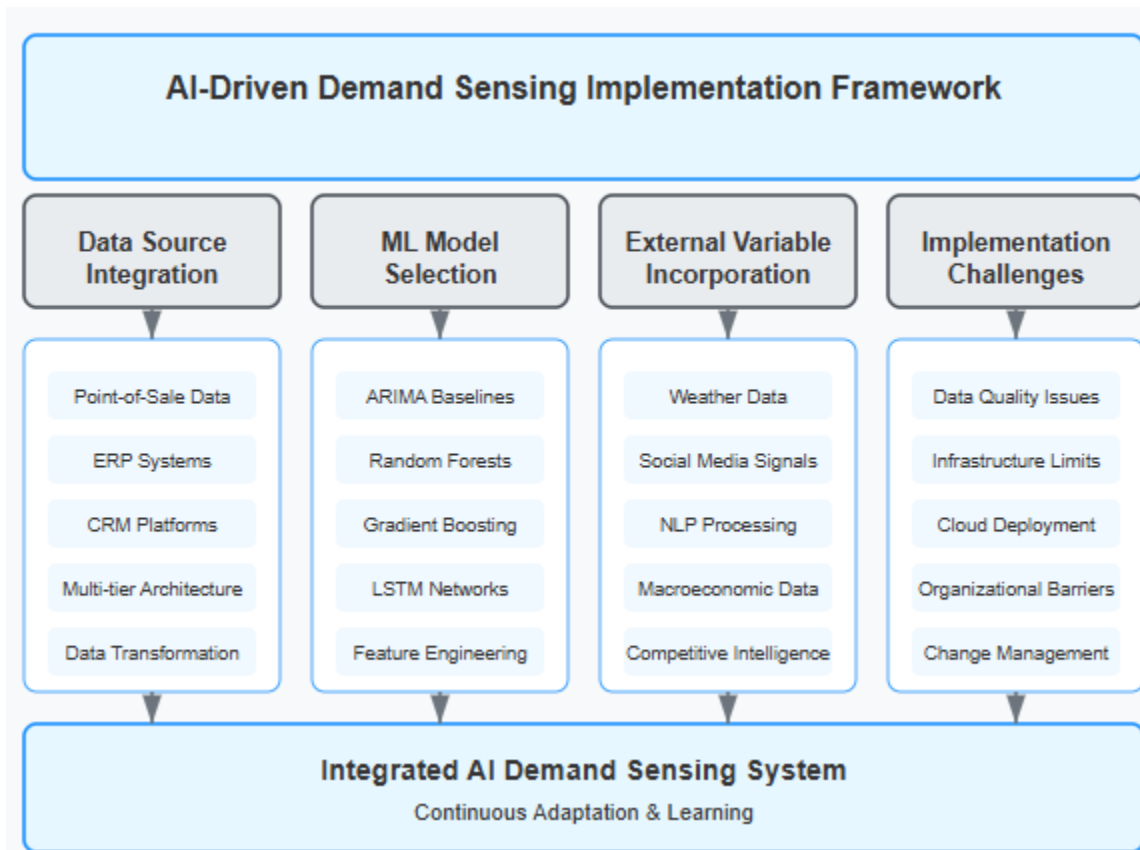 AI-Driven Demand Sensing Implementation Framework
Data Source
Integration
ML Model
Selection
External Variable
Incorporation
Implementation
Challenges
Point-of-Sale Data
ERP Systems
CRM Platforms
Multi-tier Architecture
Data Transformation
ARIMA Baselines
Random Forests
Gradient Boosting
LSTM Networks
Feature Engineering
Weather Data
Social Media Signals
NLP Processing
Macroeconomic Data
Competitive Intelligence
Data Quality Issues
Infrastructure Limits
Cloud Deployment
Organizational Barriers
Change Management
Integrated AI Demand Sensing System
Continuous Adaptation & Learning